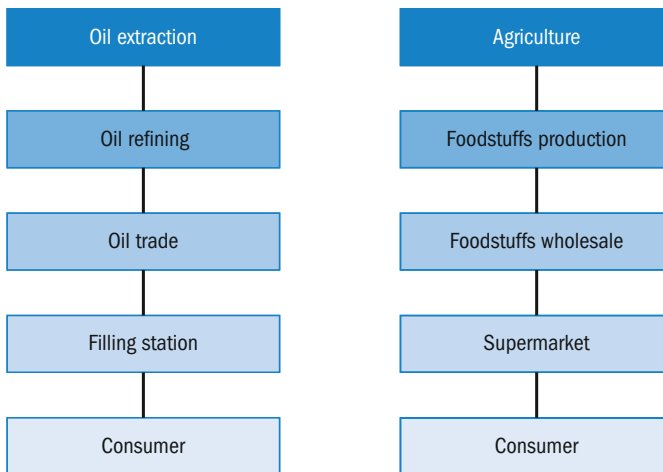 Oil extraction
Oil refining
Oil trade
Filling station
Consumer
Agriculture
Foodstuffs production
Foodstuffs wholesale
Supermarket
Consumer